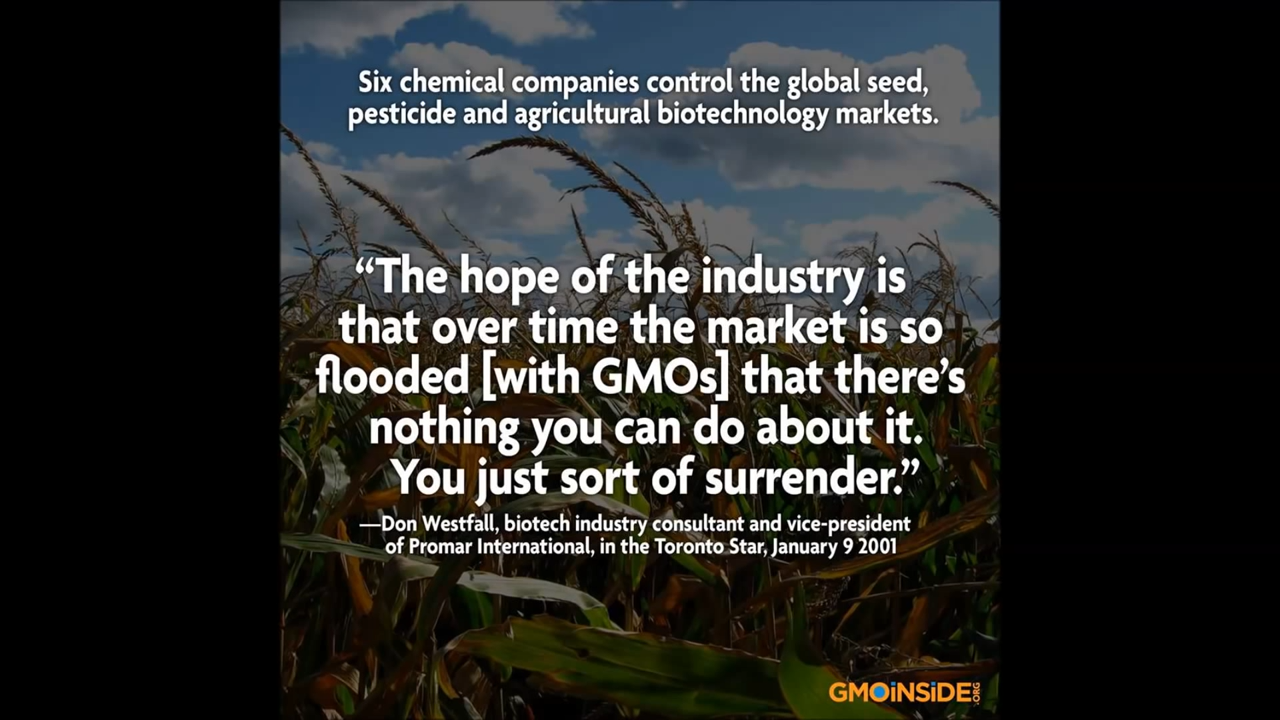 Six chemical companies control the global seed,
pesticide and agricultural biotechnology markets.
“The hope of the industry is
that over time the market is so
flooded [with GMOs] that there’s
nothing you can do about it.
You just sort of surrender.”
—Don Westfall, biotech industry consultant and vice-president
of Promar International, in the Toronto Star, January 9 2001
GMOINSIDE.ORG